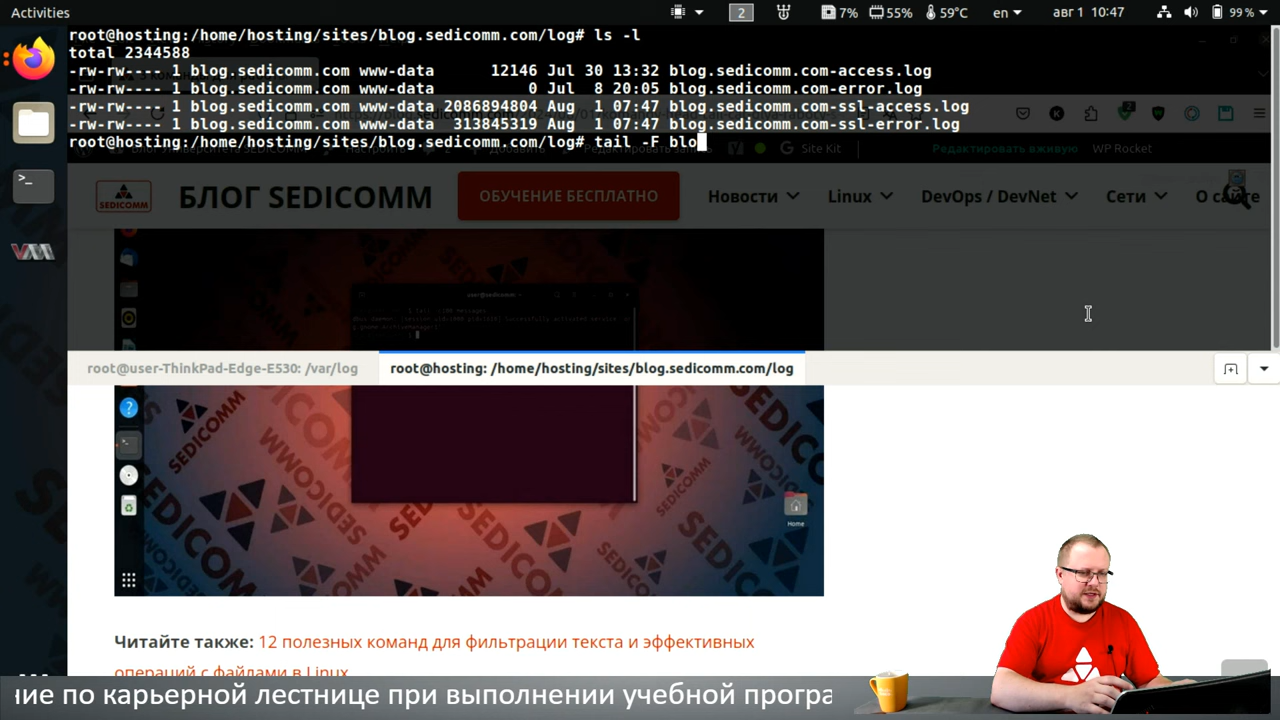 Activities
2
7%
55%
59°C
en
авг 1 10:47
99 %
root@hosting:/home/hosting/sites/blog.sedicomm.com/log# ls -l
total 2344588
-rw-rw---- 1 blog.sedicomm.com www-data 12146 Jul 30 13:32 blog.sedicomm.com-access.log
-rw-rw---- 1 blog.sedicomm.com www-data 0 Jul 8 20:05 blog.sedicomm.com-error.log
-rw-rw---- 1 blog.sedicomm.com www-data 2086894804 Aug 1 07:47 blog.sedicomm.com-ssl-access.log
-rw-rw---- 1 blog.sedicomm.com www-data 313845319 Aug 1 07:47 blog.sedicomm.com-ssl-error.log
root@hosting:/home/hosting/sites/blog.sedicomm.com/log# tail -F blo
Site Kit
Редактировать вживую
WP Rocket
SEDICOMM
БЛОГ SEDICOMM
ОБУЧЕНИЕ БЕСПЛАТНО
Новости
Linux
DevOps / DevNet
Сети
О сайте
root@user-ThinkPad-Edge-E530: /var/log
root@hosting: /home/hosting/sites/blog.sedicomm.com/log
SEDICOMM
Home
Читайте также: 12 полезных команд для фильтрации текста и эффективных
операций с файлами в Linux
ие по карьерной лестнице при выполнении учебной програ